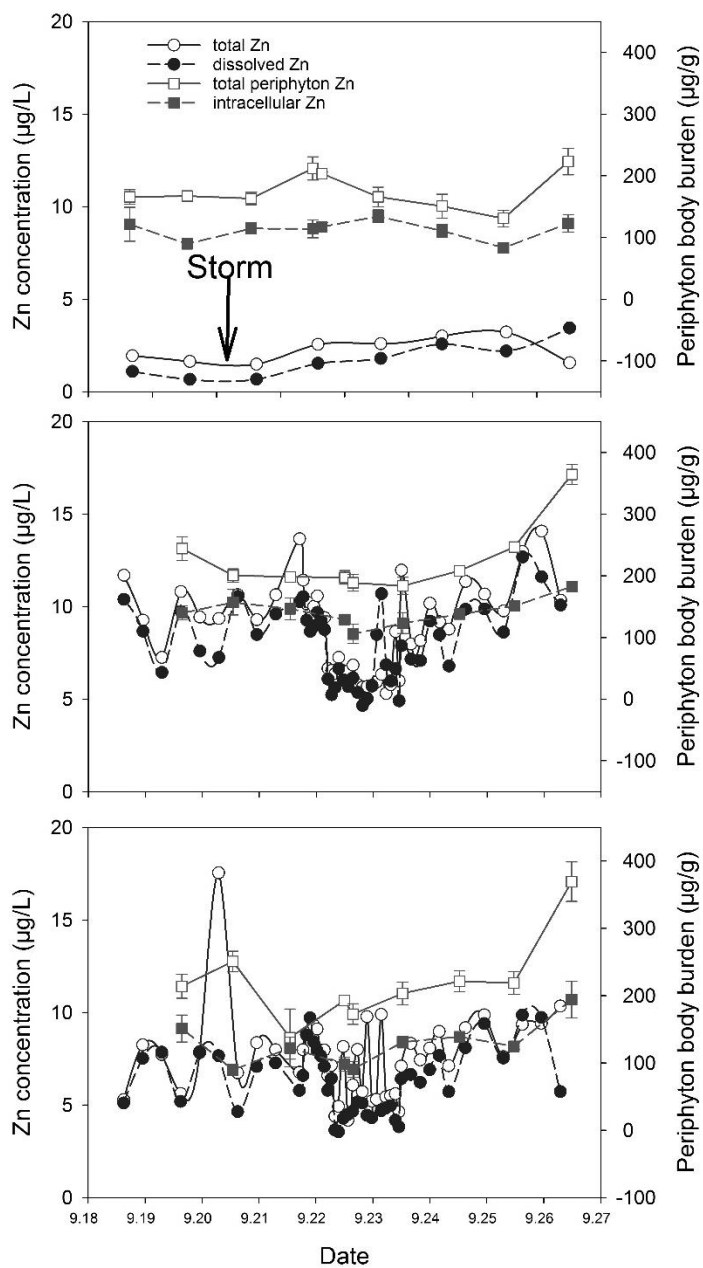 20
15
10
5
0
Zn concentration (µg/L)
total Zn
dissolved Zn
total periphyton Zn
intracellular Zn
Storm
400
300
200
100
0
-100
Periphyton body burden (µg/g)
20
15
10
5
0
Zn concentration (µg/L)
400
300
200
100
0
-100
Periphyton body burden (µg/g)
20
15
10
5
0
Zn concentration (µg/L)
400
300
200
100
0
-100
Periphyton body burden (µg/g)
9.18 9.19 9.20 9.21 9.22 9.23 9.24 9.25 9.26 9.27
Date